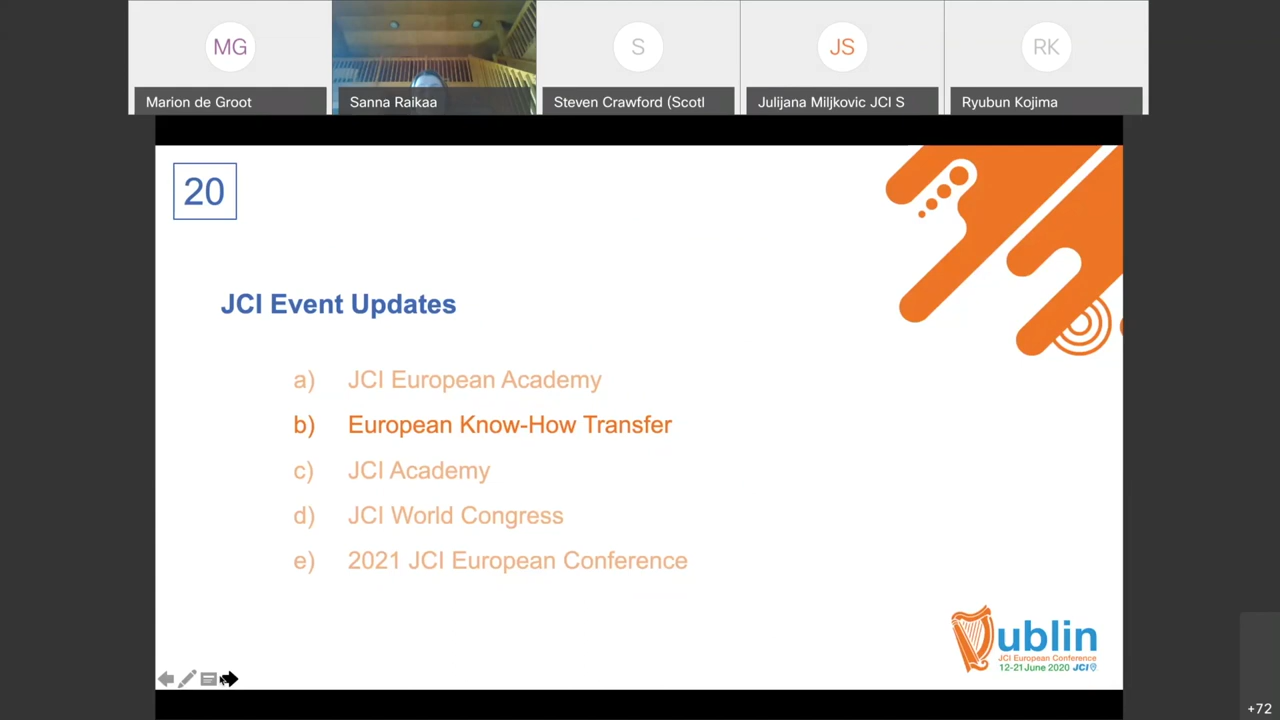 MG
S
JS
RK
Marion de Groot
Sanna Raikaa
Steven Crawford (Scotl
Julijana Miljkovic JCI S
Ryubun Kojima
20
JCI Event Updates
a) JCI European Academy
b) European Know-How Transfer
c) JCI Academy
d) JCI World Congress
e) 2021 JCI European Conference
Dublin
JCI European Conference
12-21 June 2020 JCI
+72